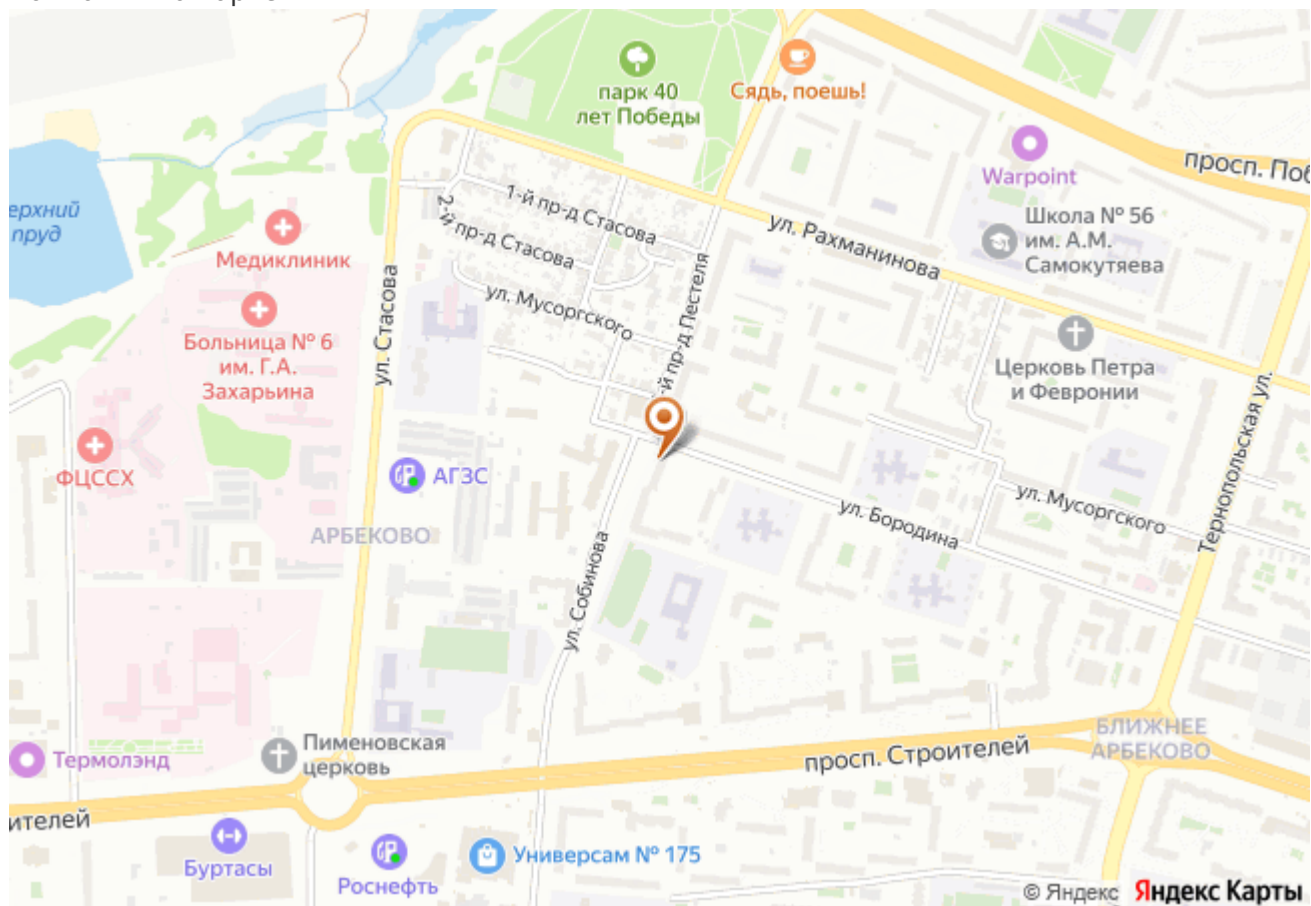 парк 40
лет Победы
Сядь, поешь!
Warpoint
просп. Поб
Школа № 56
им. А.М.
Самокутяева
1-й пр-д Стасова
2-й пр-д Стасова
ул. Рахманинова
ерхний
пруд
Медиклиник
Больница № 6
им. Г.А.
Захарьина
ул. Стасова
ул. Мусоргского
-й пр-д Пестеля
Церковь Петра
и Февронии
Тернопольская ул.
ФЦССХ
АГЗС
АРБЕКОВО
ул. Собинова
ул. Бородина
ул. Мусоргского
Термолэнд
Пименовская
церковь
просп. Строителей
БЛИЖНЕЕ
АРБЕКОВО
ителей
Буртасы
Роснефть
Универсам № 175
© Яндекс Яндекс Карты